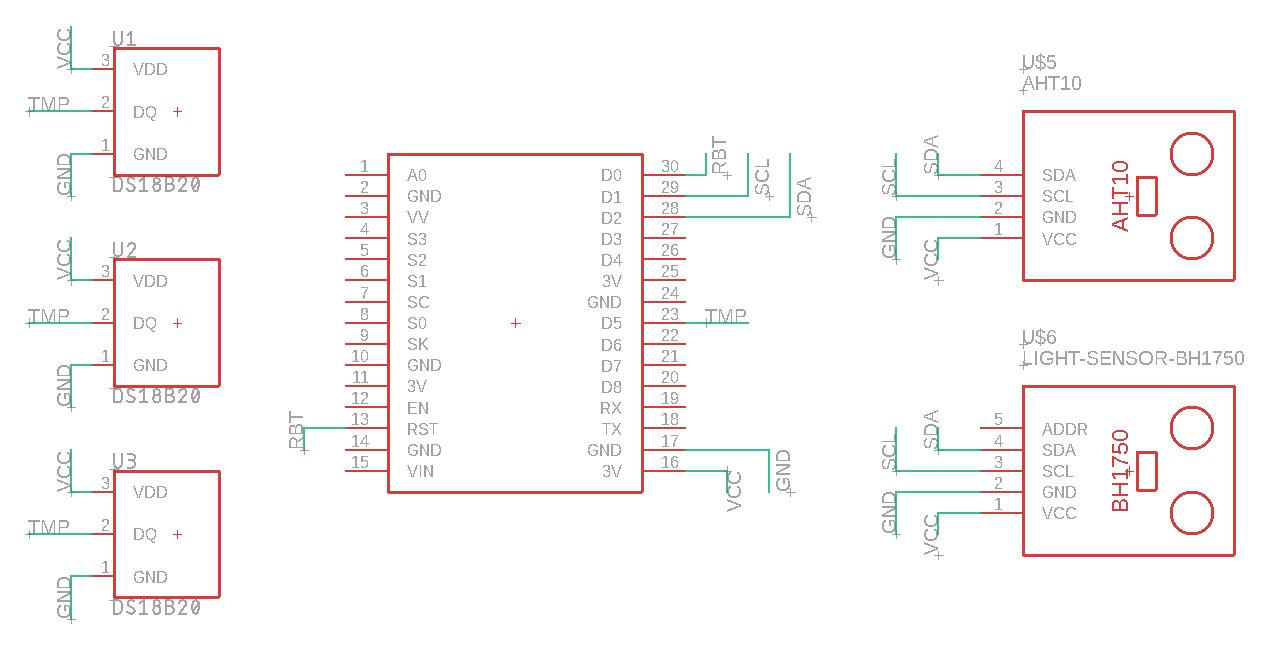 U1
VCC
3 VDD
TMP 2 DQ
1 GND
GND
DS18B20
U2
VCC
3 VDD
TMP 2 DQ
1 GND
GND
DS18B20
U3
VCC
3 VDD
TMP 2 DQ
1 GND
GND
DS18B20
1 A0
2 GND
3 VV
4 S3
5 S2
6 S1
7 SC
8 S0
9 SK
10 GND
11 3V
12 EN
RBT 13 RST
14 GND
15 VIN
D0 30 RBT
D1 29 SCL
D2 28 SDA
D3 27
D4 26
3V 25
GND 24
D5 23 TMP
D6 22
D7 21
D8 20
RX 19
TX 18
GND 17 GND
3V 16 VCC
U$5
AHT10
SDA 4 SDA
SCL 3 SCL
GND 2 GND
VCC 1 VCC
AHT10
U$6
LIGHT-SENSOR-BH1750
5 ADDR
SDA 4 SDA
SCL 3 SCL
GND 2 GND
VCC 1 VCC
BH1750